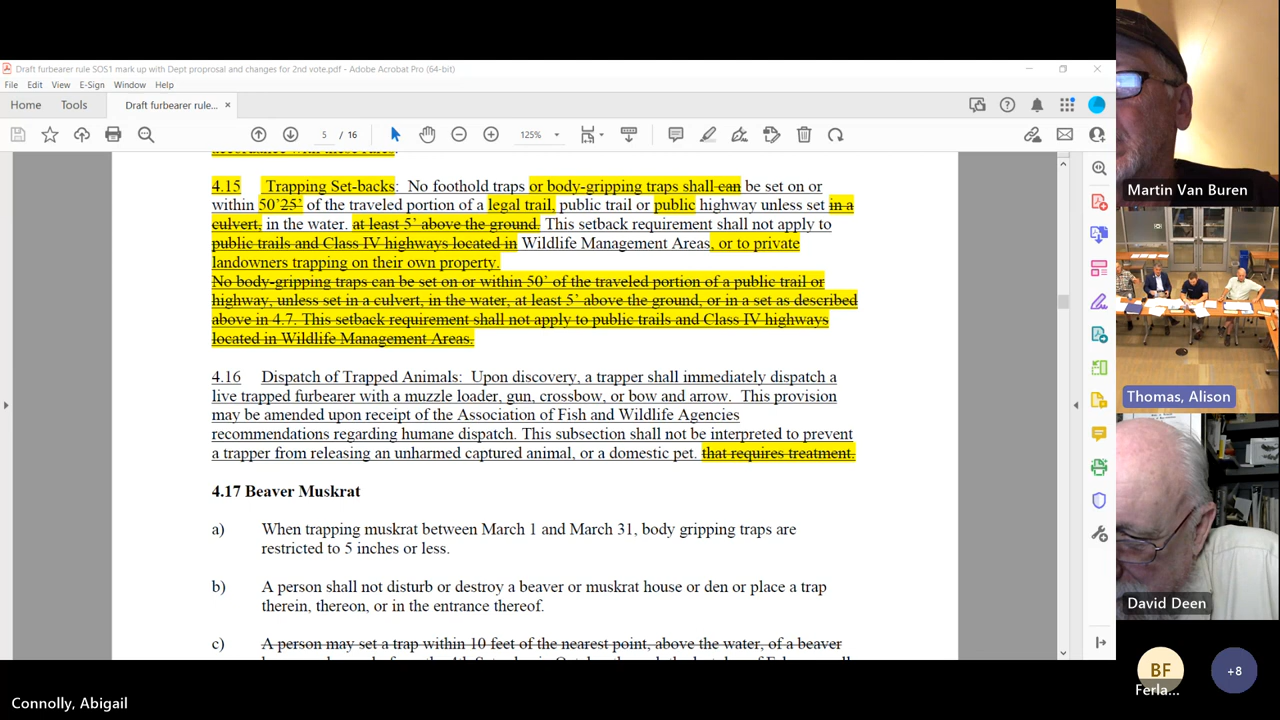 Draft furbearer rule SOS1 mark up with Dept proprosal and changes for 2nd vote.pdf - Adobe Acrobat Pro (64-bit)
File Edit View E-Sign Window Help
Home Tools Draft furbearer rule... ×
5 / 16 125%
accordance with these rules.
4.15 Trapping Set-backs: No foothold traps or body-gripping traps shall can be set on or
within 50'25' of the traveled portion of a legal trail, public trail or public highway unless set in a
culvert, in the water. at least 5' above the ground. This setback requirement shall not apply to
public trails and Class IV highways located in Wildlife Management Areas, or to private
landowners trapping on their own property.
No body-gripping traps can be set on or within 50' of the traveled portion of a public trail or
highway, unless set in a culvert, in the water, at least 5' above the ground, or in a set as described
above in 4.7. This setback requirement shall not apply to public trails and Class IV highways
located in Wildlife Management Areas.
4.16 Dispatch of Trapped Animals: Upon discovery, a trapper shall immediately dispatch a
live trapped furbearer with a muzzle loader, gun, crossbow, or bow and arrow. This provision
may be amended upon receipt of the Association of Fish and Wildlife Agencies
recommendations regarding humane dispatch. This subsection shall not be interpreted to prevent
a trapper from releasing an unharmed captured animal, or a domestic pet. that requires treatment.
4.17 Beaver Muskrat
a) When trapping muskrat between March 1 and March 31, body gripping traps are
restricted to 5 inches or less.
b) A person shall not disturb or destroy a beaver or muskrat house or den or place a trap
therein, thereon, or in the entrance thereof.
c) A person may set a trap within 10 feet of the nearest point, above the water, of a beaver
Martin Van Buren
Thomas, Alison
David Deen
BF
Ferla...
+8
Connolly, Abigail